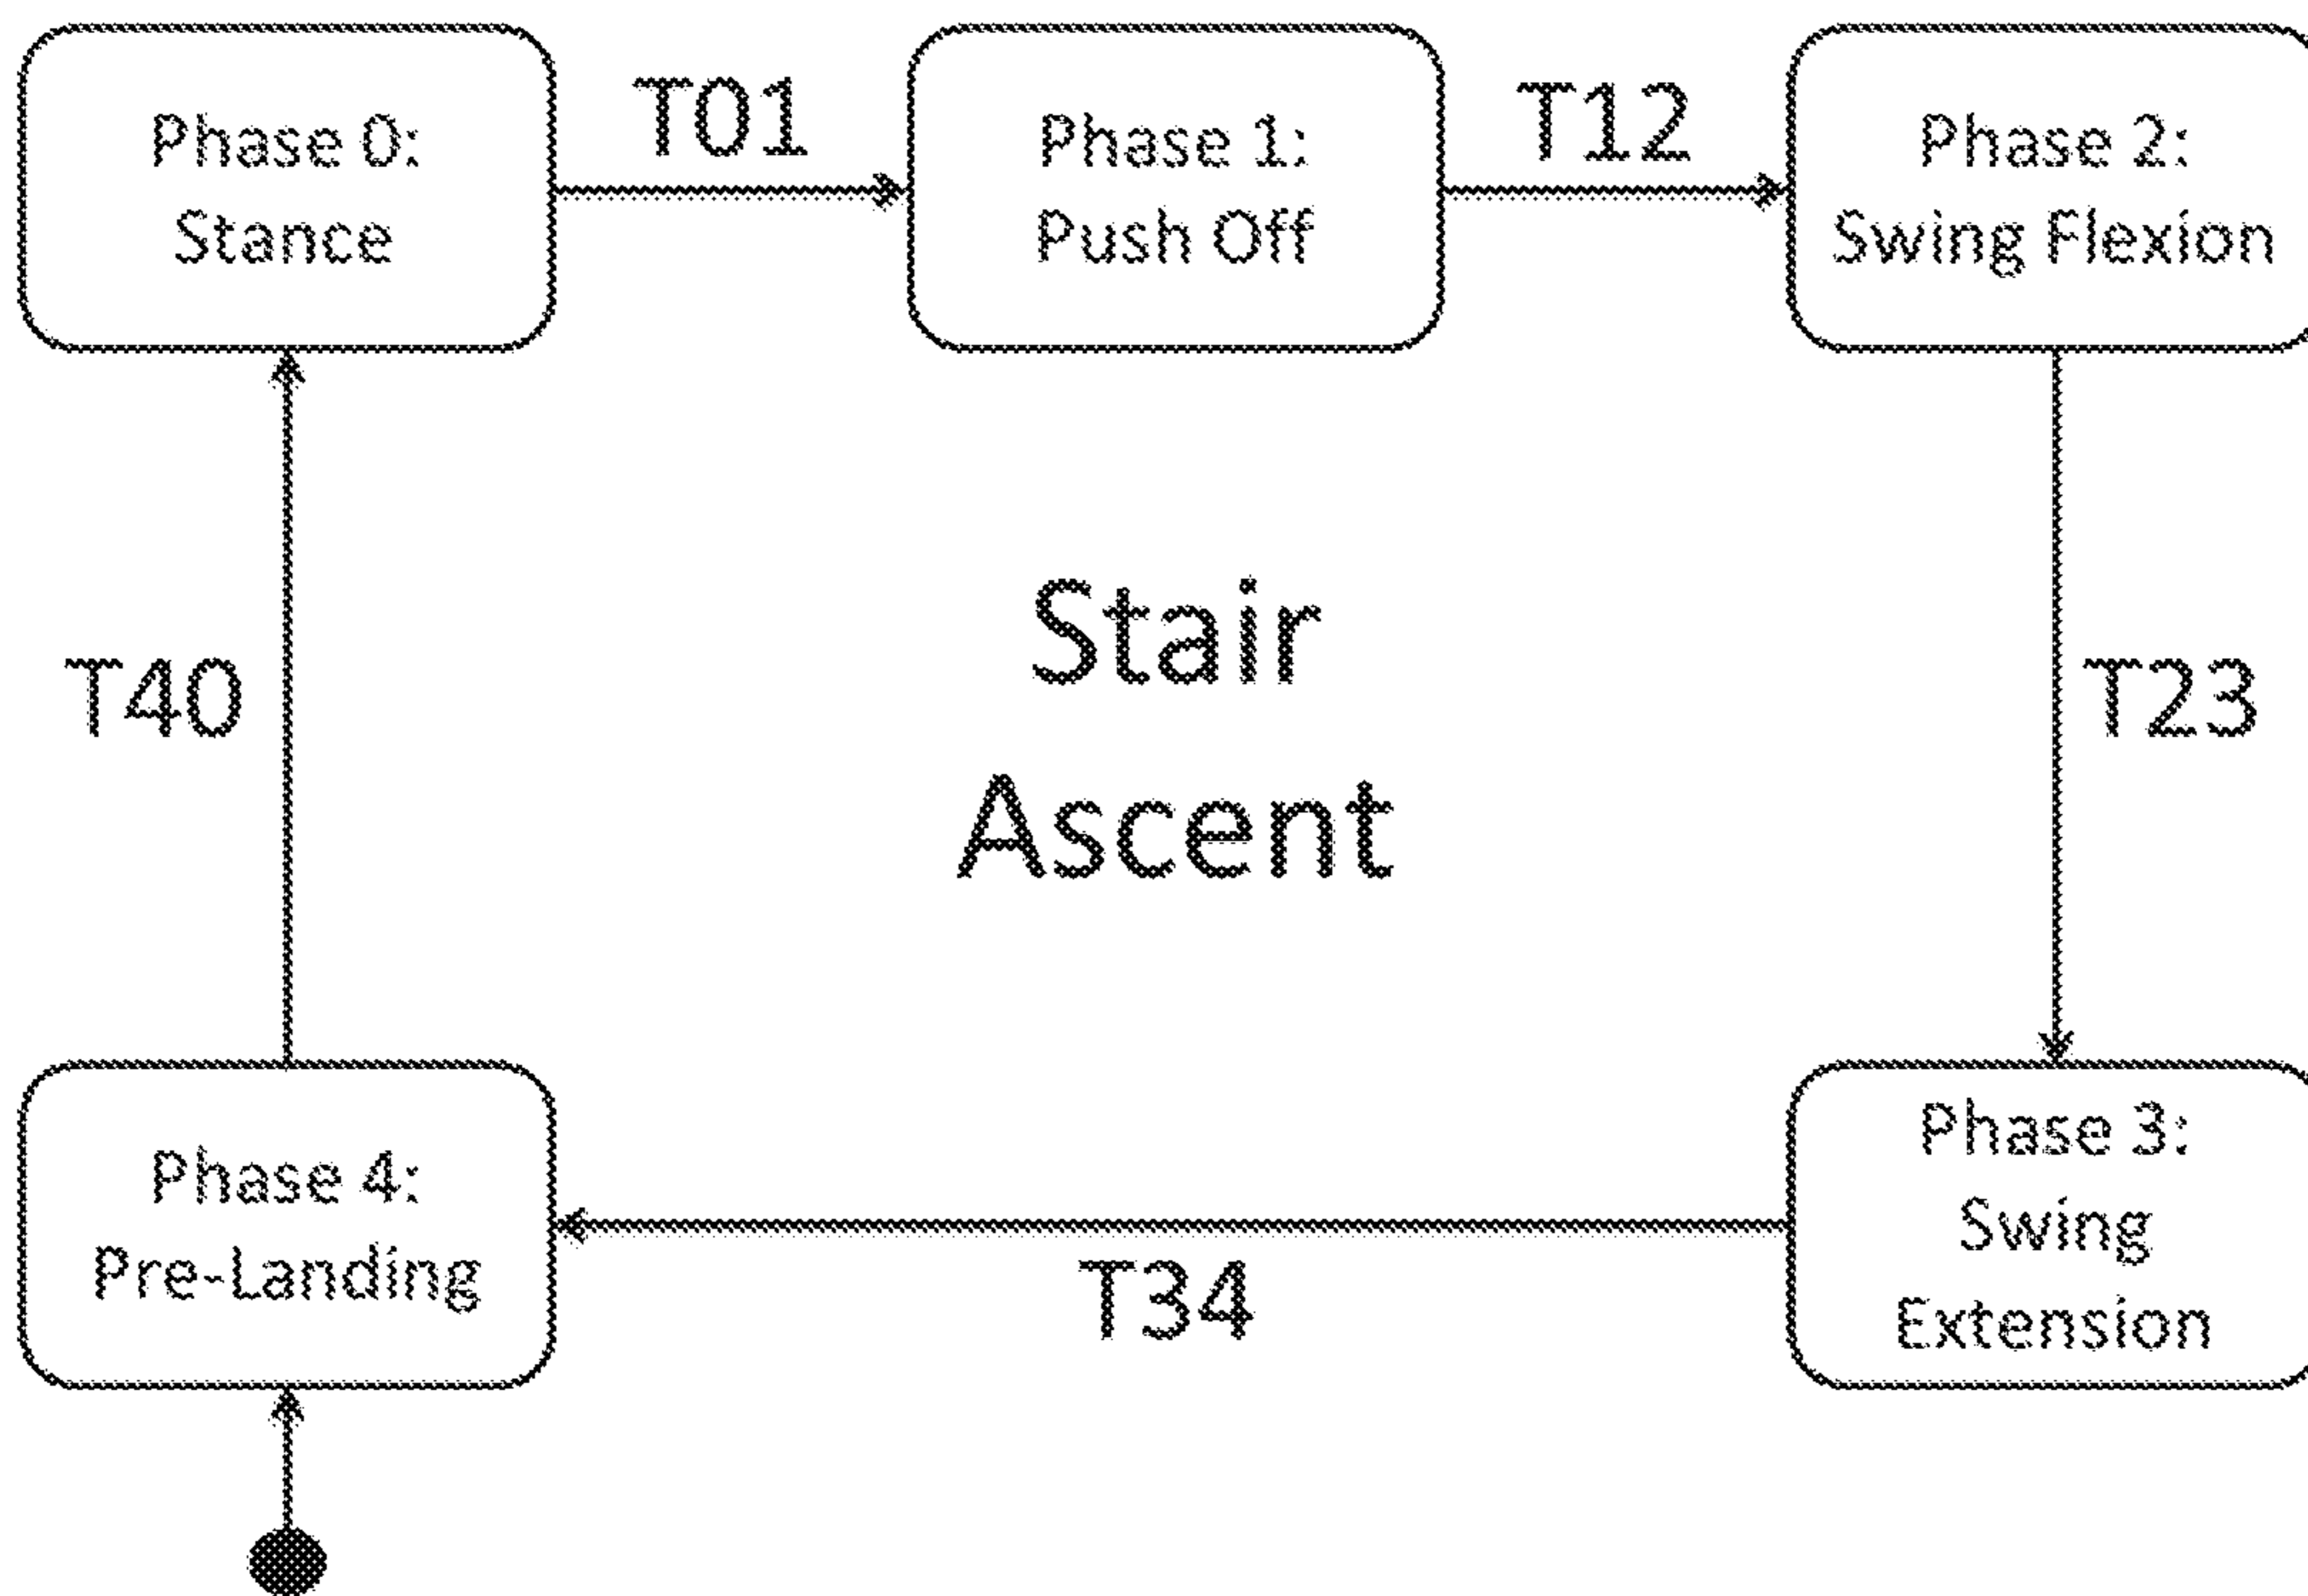 Phase 0:
Stance
T01
Phase 1:
Push Off
T12
Phase 2:
Swing Flexion
T40
Stair
Ascent
T23
Phase 4:
Pre-Landing
T34
Phase 3:
Swing
Extension